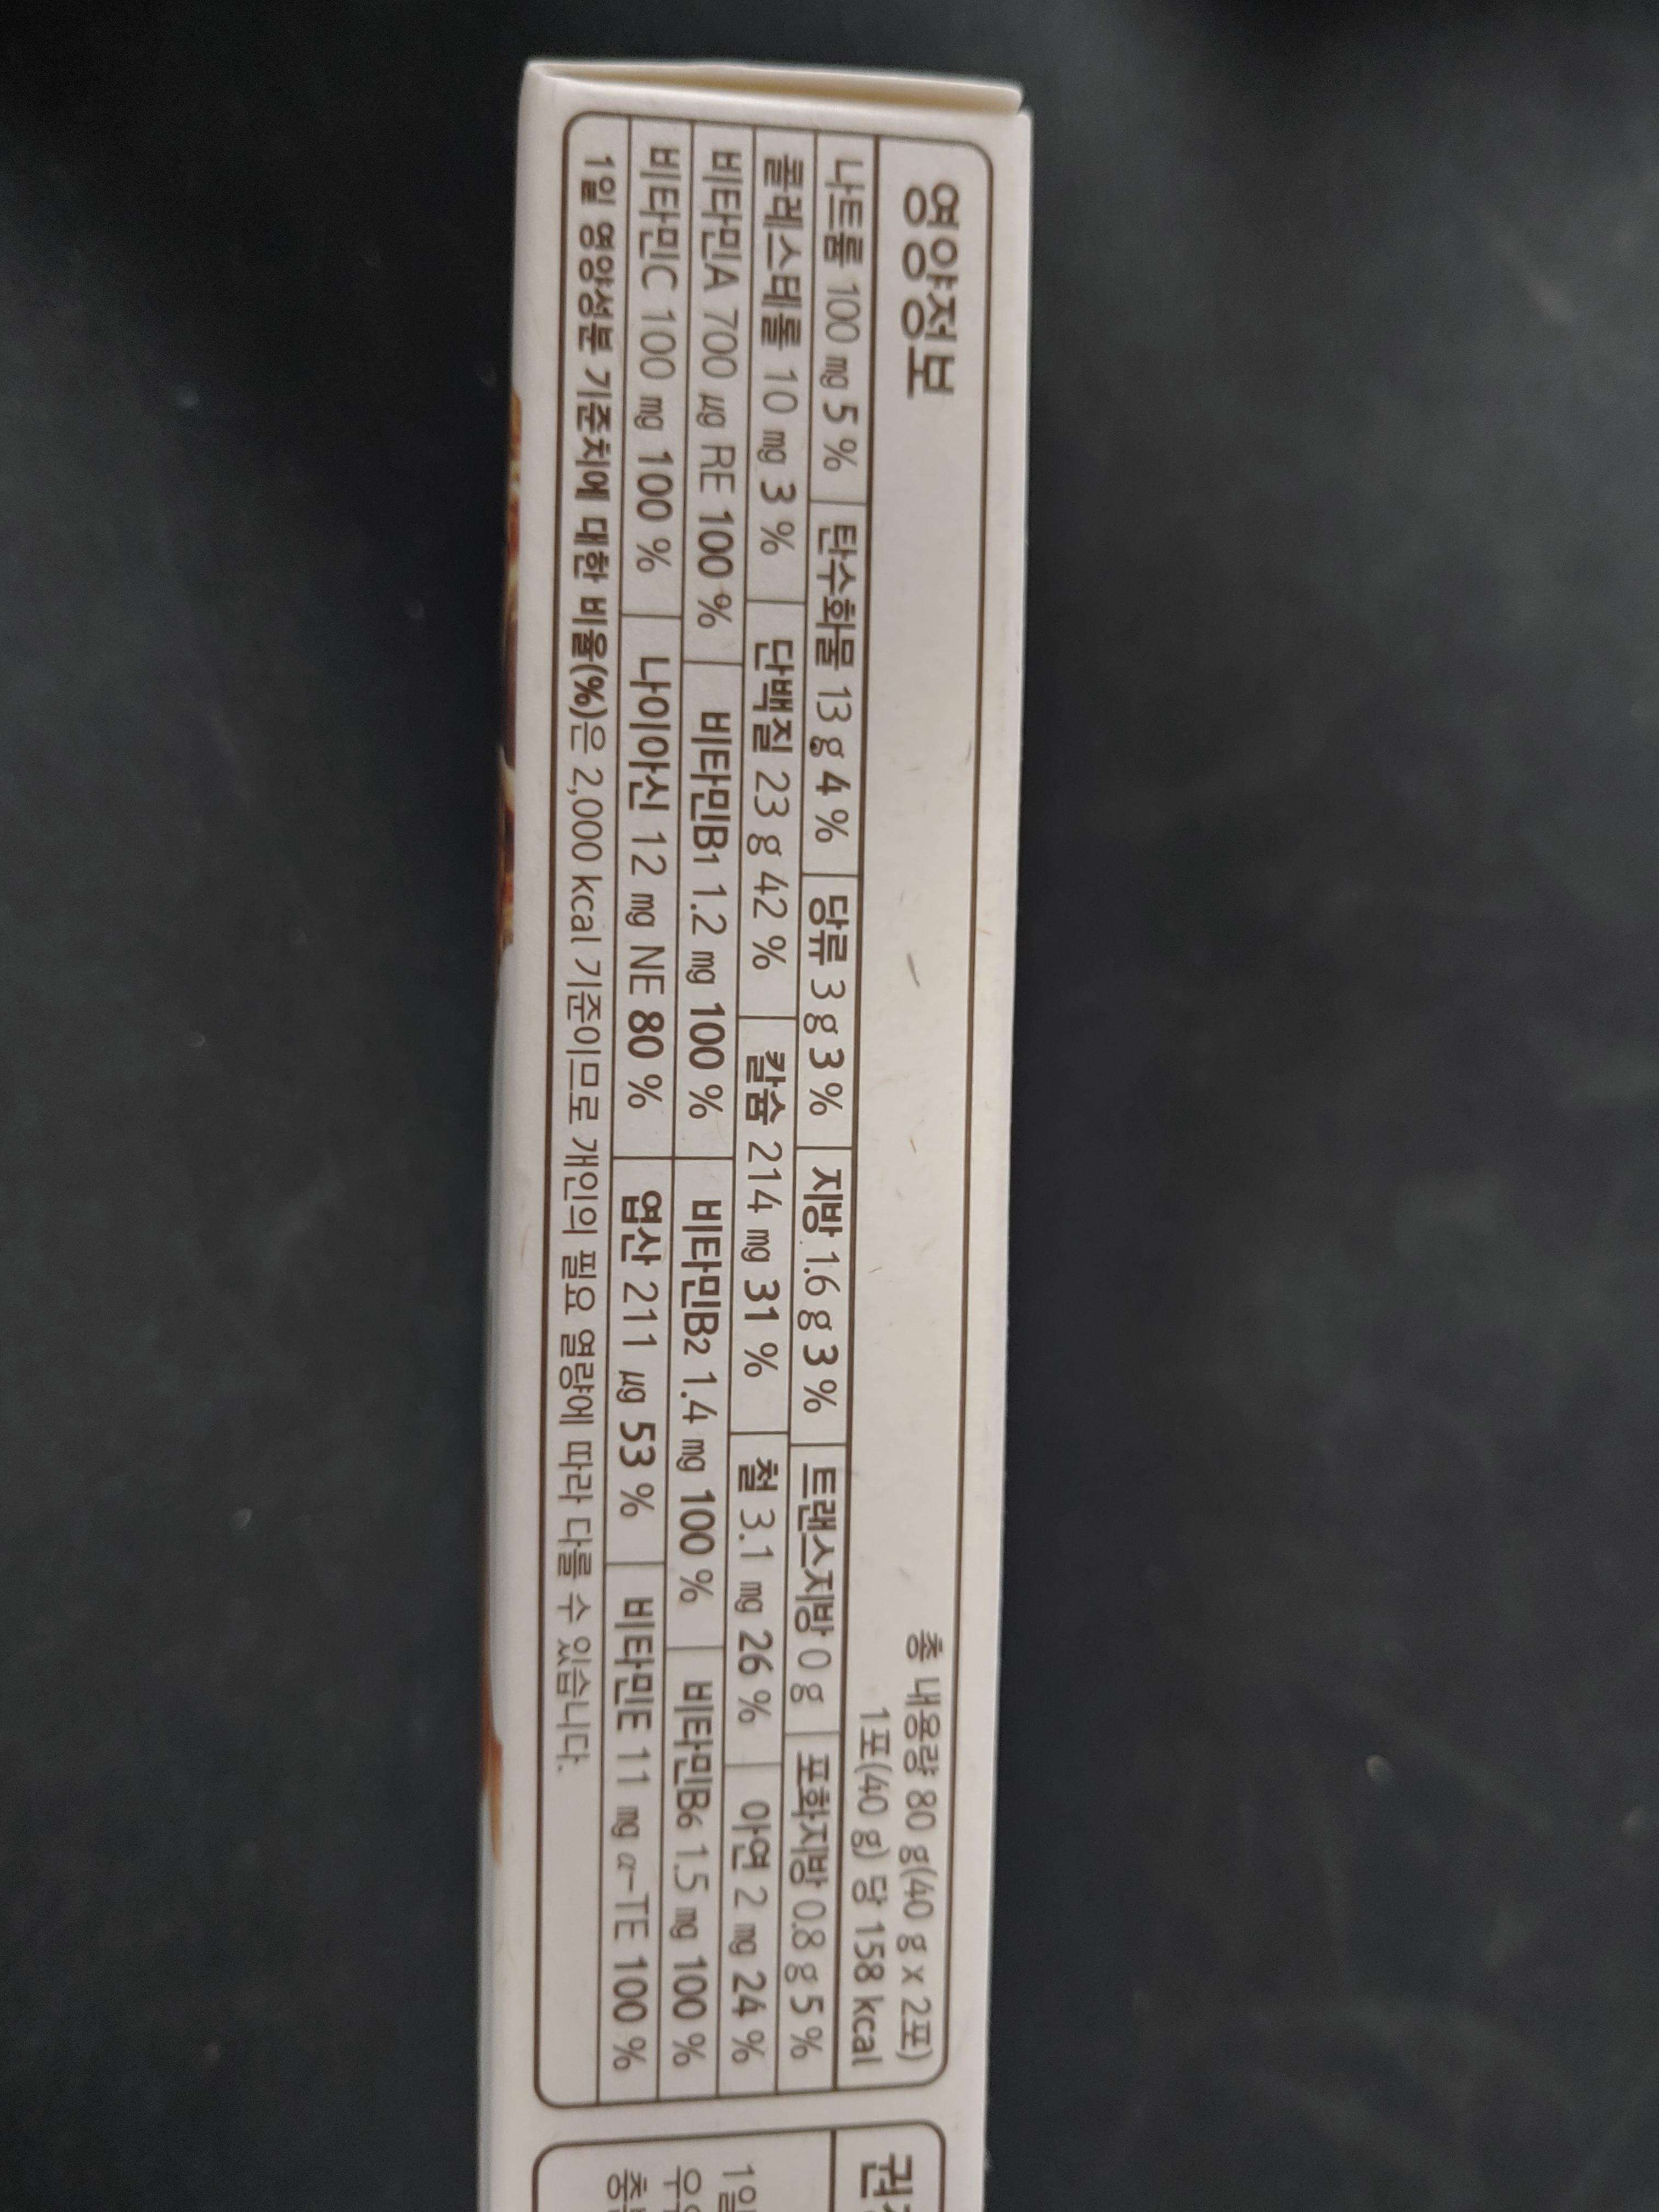 영양정보
총 내용량 80 g(40 g x 2포)
1포(40 g) 당 158 kcal
나트륨 100 mg 5 % 탄수화물 13 g 4 % 당류 3 g 3 % 지방 1.6 g 3 % 트랜스지방 0 g 포화지방 0.8 g 5 %
콜레스테롤 10 mg 3 % 단백질 23 g 42 % 칼슘 214 mg 31 % 철 3.1 mg 26 % 아연 2 mg 24 %
비타민A 700 μg RE 100 % 비타민B1 1.2 mg 100 % 비타민B2 1.4 mg 100 % 비타민B6 1.5 mg 100 %
비타민C 100 mg 100 % 나이아신 12 mg NE 80 % 엽산 211 μg 53 % 비타민E 11 mg α-TE 100 %
1일 영양성분 기준치에 대한 비율(%)은 2,000 kcal 기준이므로 개인의 필요 열량에 따라 다를 수 있습니다.
1일